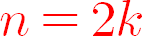 n = 2k